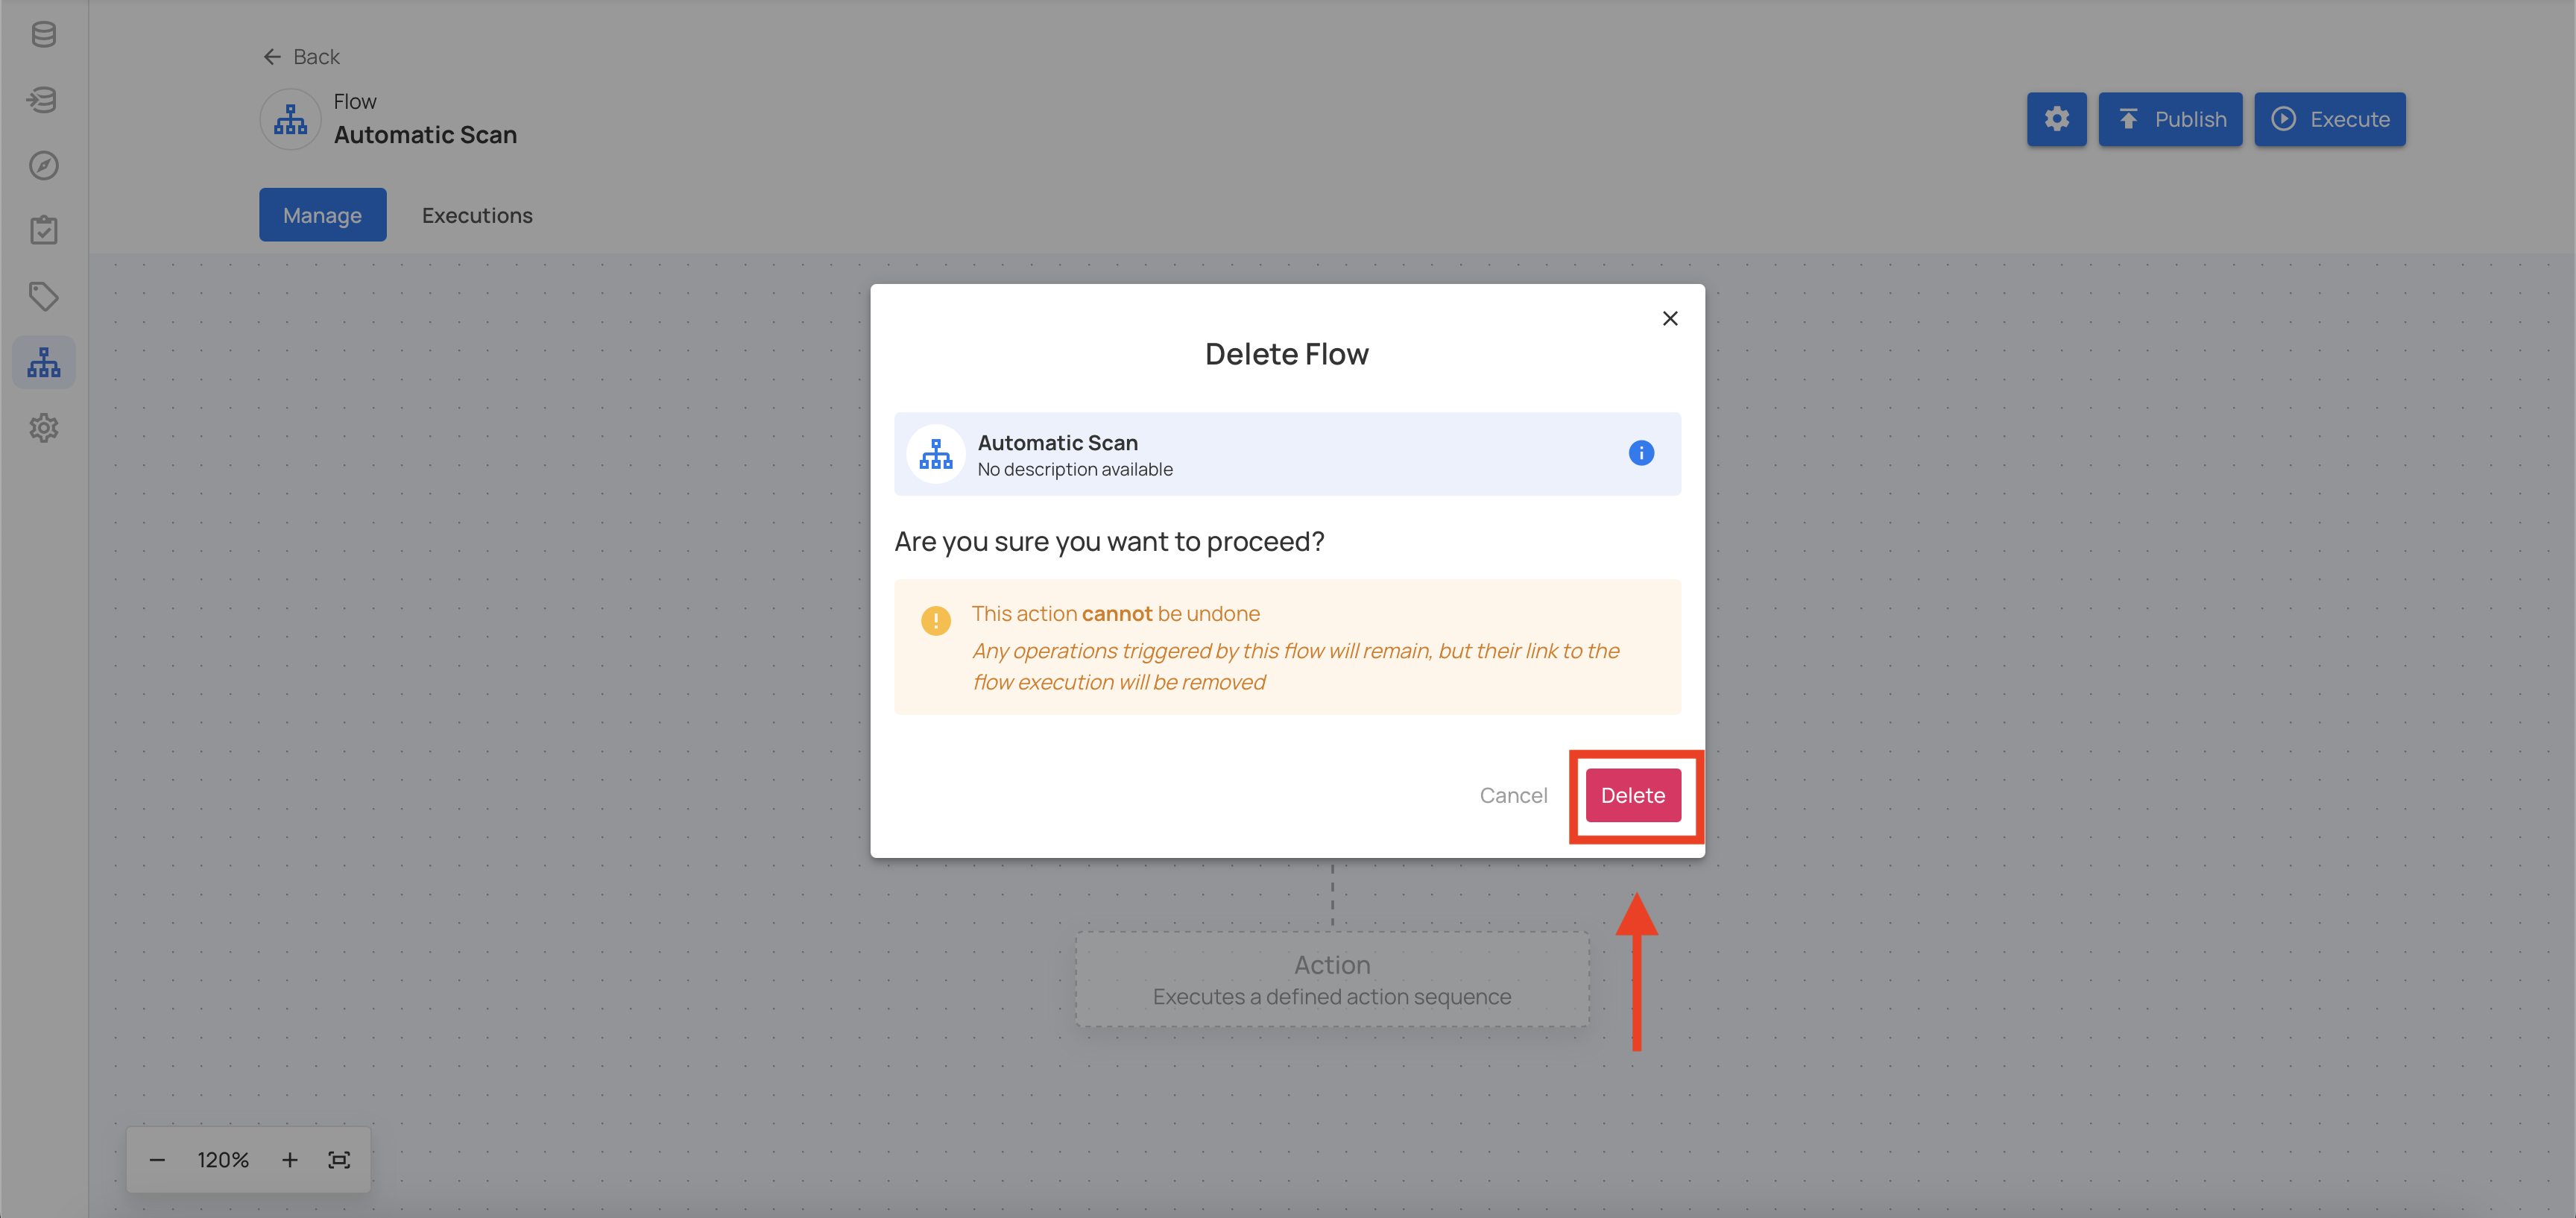 Back
Flow
Automatic Scan
Publish
Execute
Manage
Executions
Delete Flow
Automatic Scan
No description available
Are you sure you want to proceed?
This action cannot be undone
Any operations triggered by this flow will remain, but their link to the
flow execution will be removed
Cancel
Delete
Action
Executes a defined action sequence
120%